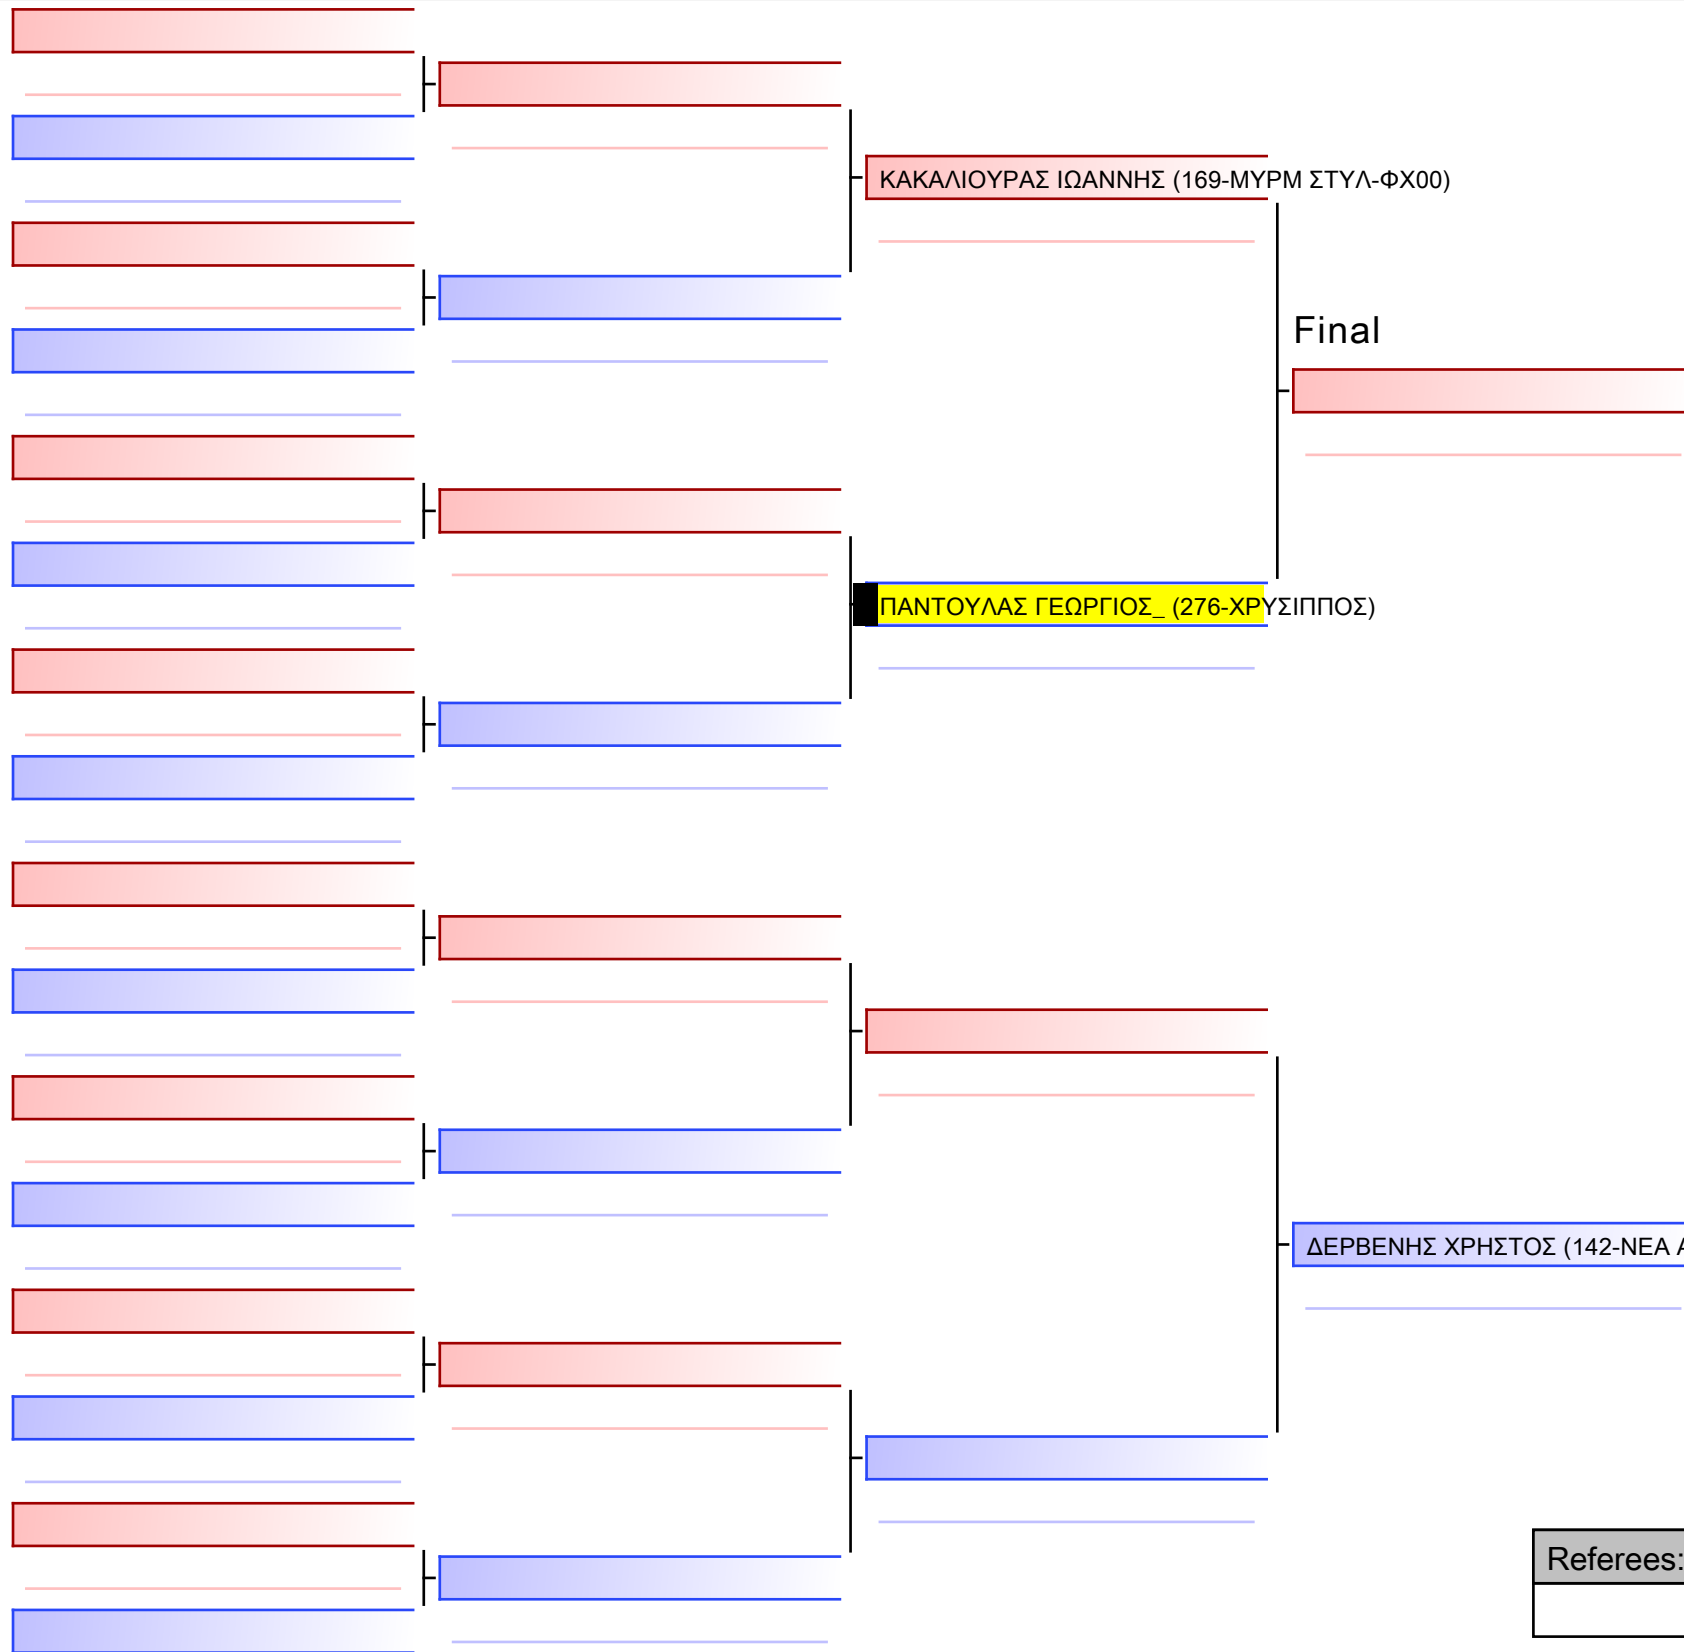 ΚΑΚΑΛΙΟΥΡΑΣ ΙΩΑΝΝΗΣ (169-ΜΥΡΜ ΣΤΥΛ-ΦΧ00)
Final
ΠΑΝΤΟΥΛΑΣ ΓΕΩΡΓΙΟΣ_ (276-ΧΡΥΣΙΠΠΟΣ)
ΔΕΡΒΕΝΗΣ ΧΡΗΣΤΟΣ (142-ΝΕΑ
Referees: